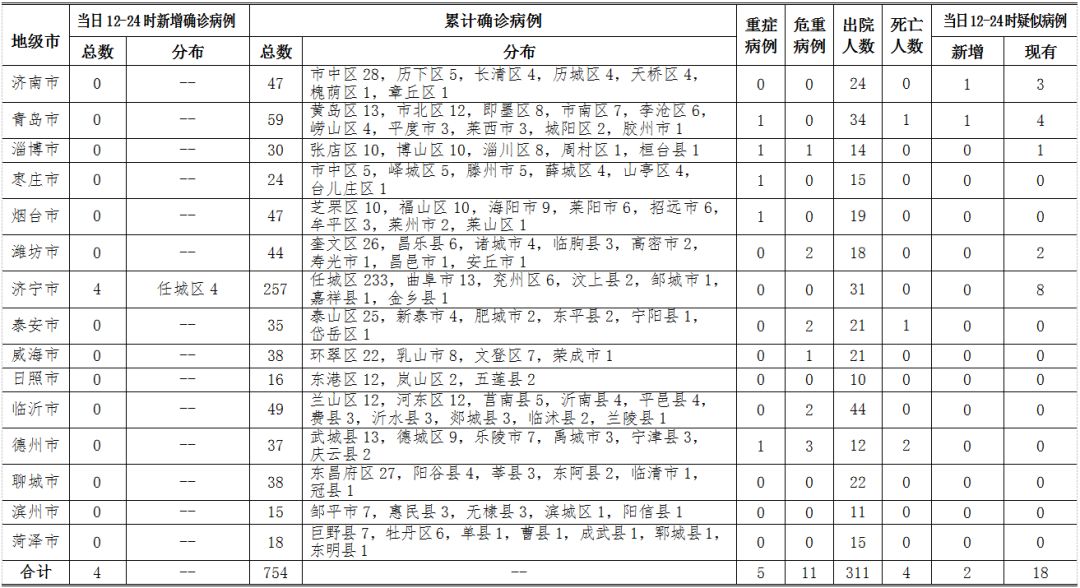 地级市 当日12-24时新增确诊病例 累计确诊病例 重症病例 危重病例 出院人数 死亡人数 当日12-24时疑似病例
总数 分布 总数 分布 新增 现有
济南市 0 -- 47 市中区28，历下区5，长清区4，历城区4，天桥区4， 0 0 24 0 1 3
槐荫区1，章丘区1
青岛市 0 -- 59 黄岛区13，市北区12，即墨区8，市南区7，李沧区6， 1 0 34 1 1 4
崂山区4，平度市3，莱西市3，城阳区2，胶州市1
淄博市 0 -- 30 张店区10，博山区10，淄川区8，周村区1，桓台县1 1 1 14 0 0 1
枣庄市 0 -- 24 市中区5，峄城区5，滕州市5，薛城区4，山亭区4， 1 0 15 0 0 0
台儿庄区1
烟台市 0 -- 47 芝罘区10，福山区10，海阳市9，莱阳市6，招远市6， 1 0 19 0 0 0
牟平区3，莱州市2，莱山区1
潍坊市 0 -- 44 奎文区26，昌乐县6，诸城市4，临朐县3，高密市2， 0 2 18 0 0 2
寿光市1，昌邑市1，安丘市1
济宁市 4 任城区4 257 任城区233，曲阜市13，兖州区6，汶上县2，邹城市1， 0 0 31 0 0 8
嘉祥县1，金乡县1
泰安市 0 -- 35 泰山区25，新泰市4，肥城市2，东平县2，宁阳县1， 0 2 21 1 0 0
岱岳区1
威海市 0 -- 38 环翠区22，乳山市8，文登区7，荣成市1 0 1 21 0 0 0
日照市 0 -- 16 东港区12，岚山区2，五莲县2 0 0 10 0 0 0
临沂市 0 -- 49 兰山区12，河东区12，莒南县5，沂南县4，平邑县4， 0 2 44 0 0 0
费县3，沂水县3，郯城县3，临沭县2，兰陵县1
德州市 0 -- 37 武城县13，德城区9，乐陵市7，禹城市3，宁津县3， 1 3 12 2 0 0
庆云县2
聊城市 0 -- 38 东昌府区27，阳谷县4，莘县3，东阿县2，临清市1， 0 0 22 0 0 0
冠县1
滨州市 0 -- 15 邹平市7，惠民县3，无棣县3，滨城区1，阳信县1 0 0 11 0 0 0
菏泽市 0 -- 18 巨野县7，牡丹区6，单县1，曹县1，成武县1，郓城县1， 0 0 15 0 0 0
东明县1
合计 4 -- 754 -- 5 11 311 4 2 18